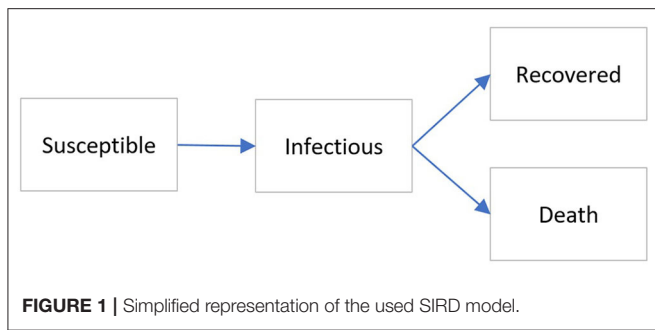 Recovered
Susceptible
Infectious
Death
FIGURE 1 | Simplified representation of the used SIRD model.